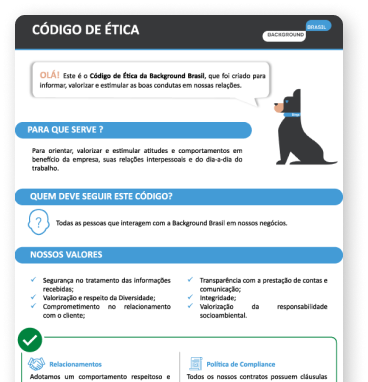 CÓDIGO DE ÉTICA
BACKGROUND BRASIL
OLÁ! Este é o Código de Ética da Background Brasil, que foi criado para
informar, valorizar e estimular as boas condutas em nossas relações.
PARA QUE SERVE ?
Para orientar, valorizar e estimular atitudes e comportamentos em
benefício da empresa, suas relações interpessoais e do dia-a-dia do
trabalho.
QUEM DEVE SEGUIR ESTE CÓDIGO?
Todas as pessoas que interagem com a Background Brasil em nossos negócios.
NOSSOS VALORES
Segurança no tratamento das informações
recebidas;
Valorização e respeito da Diversidade;
Comprometimento no relacionamento
com o cliente;
Transparência com a prestação de contas e
comunicação;
Integridade;
Valorização da responsabilidade
socioambiental.
Relacionamentos
Adotamos um comportamento respeitoso e
Política de Compliance
Todos os nossos contratos possuem cláusulas